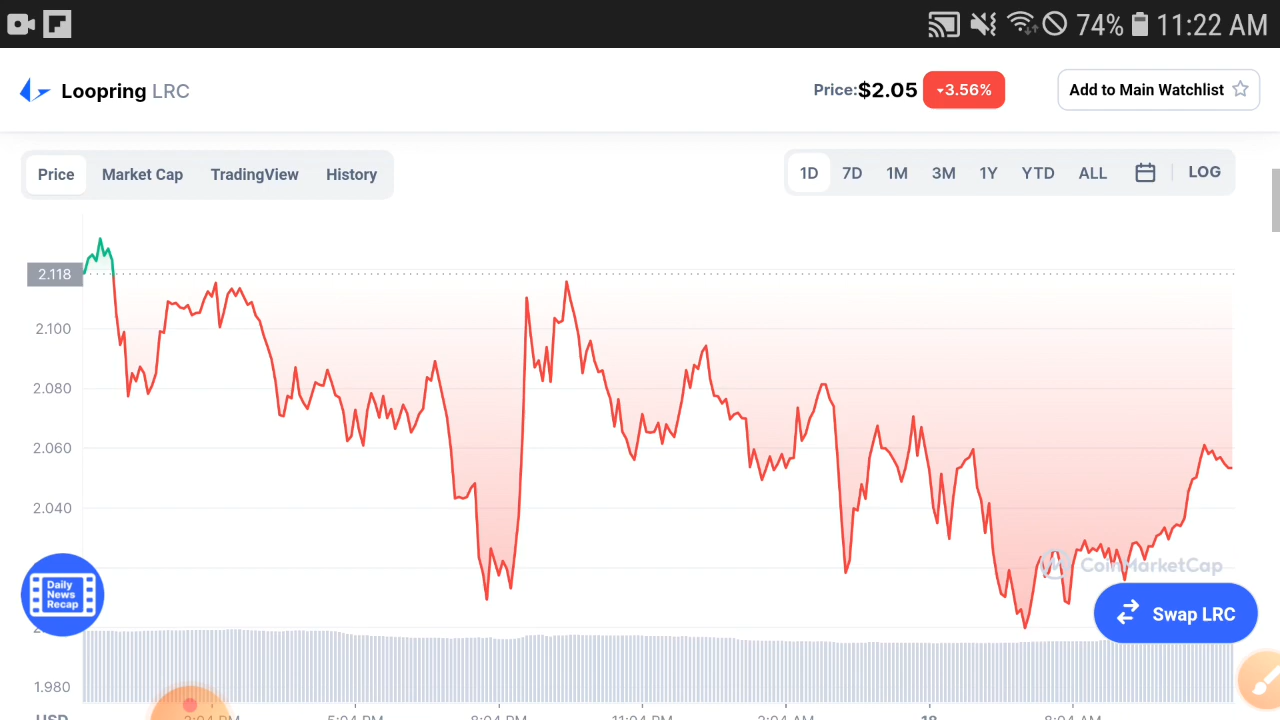 74% 11:22 AM
Loopring LRC
Price:$2.05 3.56%
Add to Main Watchlist
Price Market Cap TradingView History
1D 7D 1M 3M 1Y YTD ALL LOG
2.118
2.100
2.080
2.060
2.040
CoinMarketCap
Daily
News
Recap
Swap LRC
1.980
USD 2:04 PM 5:04 PM 8:04 PM 11:04 PM 2:04 AM 18 8:04 AM